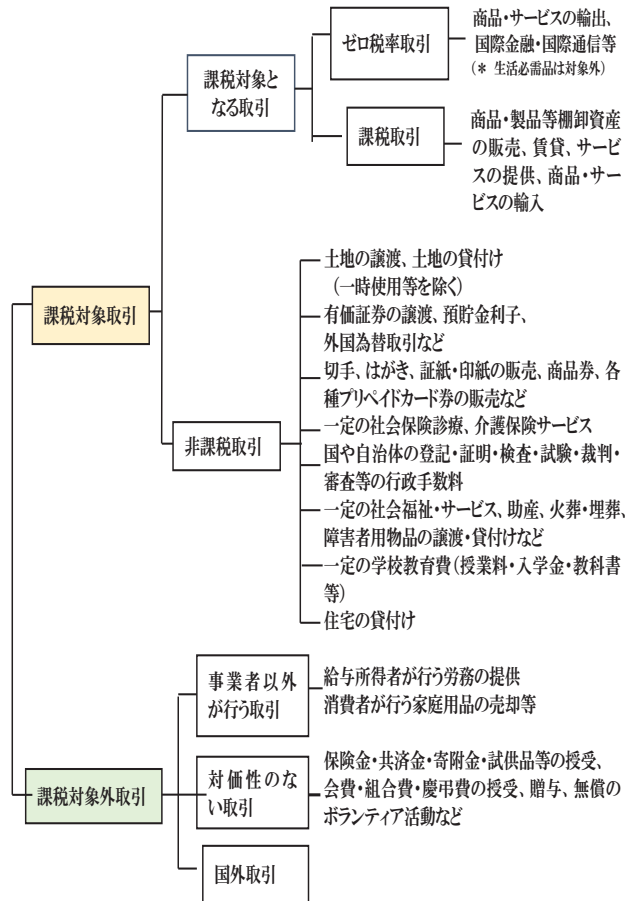 商品・サービスの輸出、
国際金融・国際通信等
(* 生活必需品は対象外)
ゼロ税率取引
課税対象と
なる取引
課税取引
商品・製品等棚卸資産
の販売、賃貸、サービ
スの提供、商品・サー
ビスの輸入
課税対象取引
非課税取引
土地の譲渡、土地の貸付け
(一時使用等を除く)
有価証券の譲渡、預貯金利子、
外国為替取引など
切手、はがき、証紙・印紙の販売、商品券、各
種プリペイドカード券の販売など
一定の社会保険診療、介護保険サービス
国や自治体の登記・証明・検査・試験・裁判・
審査等の行政手数料
一定の社会福祉・サービス、助産、火葬・埋葬、
障害者用物品の譲渡・貸付けなど
一定の学校教育費(授業料・入学金・教科書
等)
住宅の貸付け
課税対象外取引
事業者以外
が行う取引
給与所得者が行う労務の提供
消費者が行う家庭用品の売却等
対価性のな
い取引
保険金・共済金・寄附金・試供品等の授受、
会費・組合費・慶弔費の授受、贈与、無償の
ボランティア活動など
国外取引